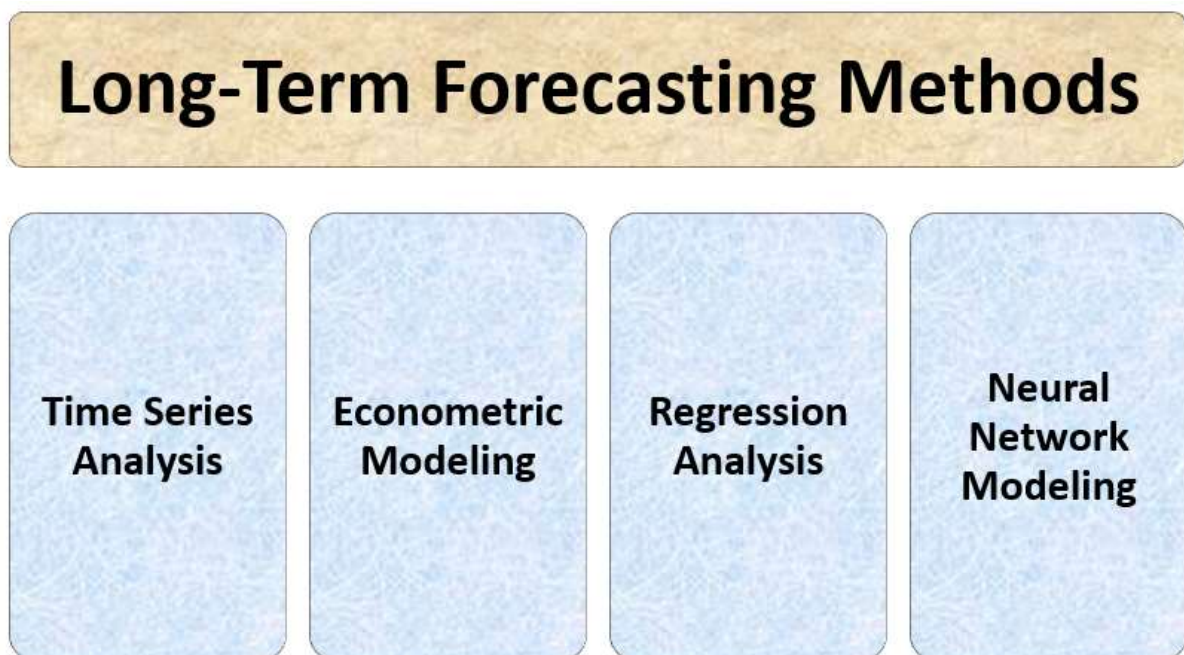 Long-Term Forecasting Methods
Time Series
Analysis
Econometric
Modeling
Regression
Analysis
Neural
Network
Modeling